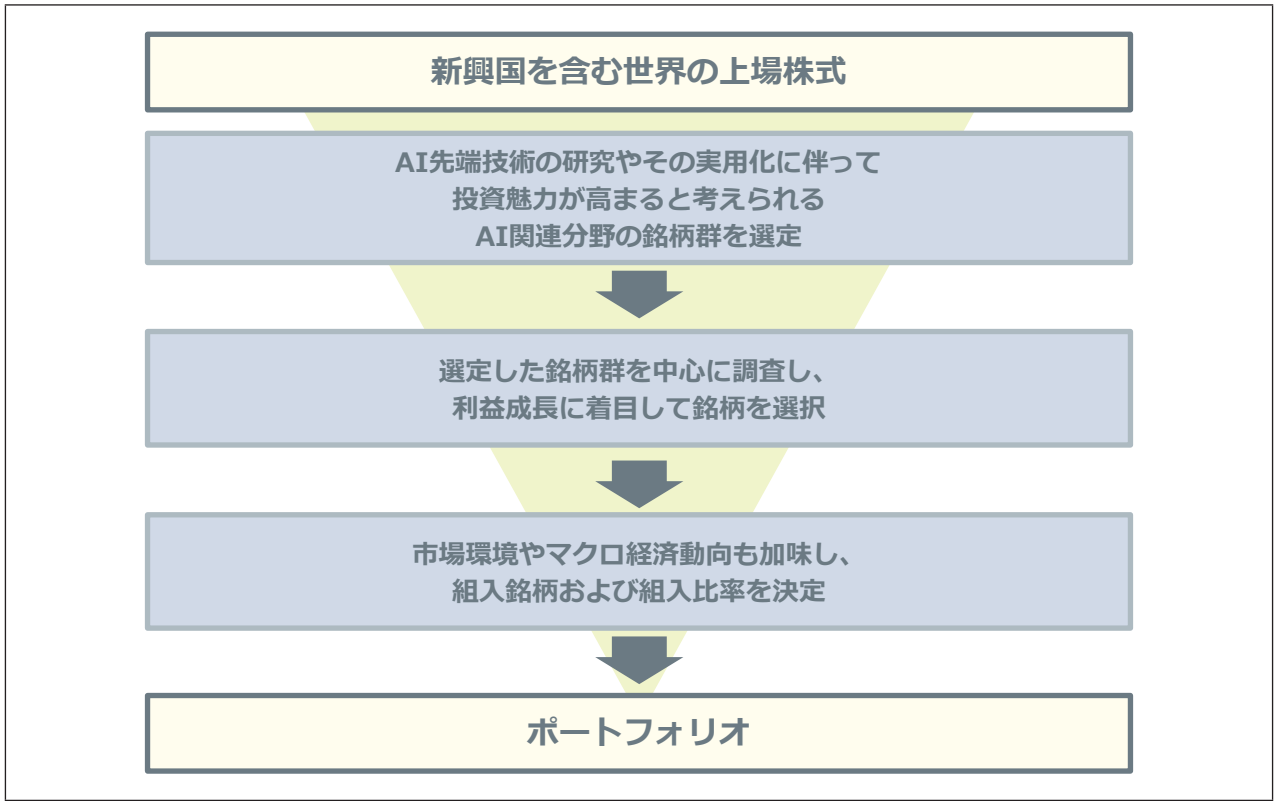 新興国を含む世界の上場株式
AI先端技術の研究やその実用化に伴って
投資魅力が高まると考えられる
AI関連分野の銘柄群を選定
選定した銘柄群を中心に調査し、
利益成長に着目して銘柄を選択
市場環境やマクロ経済動向も加味し、
組入銘柄および組入比率を決定
ポートフォリオ